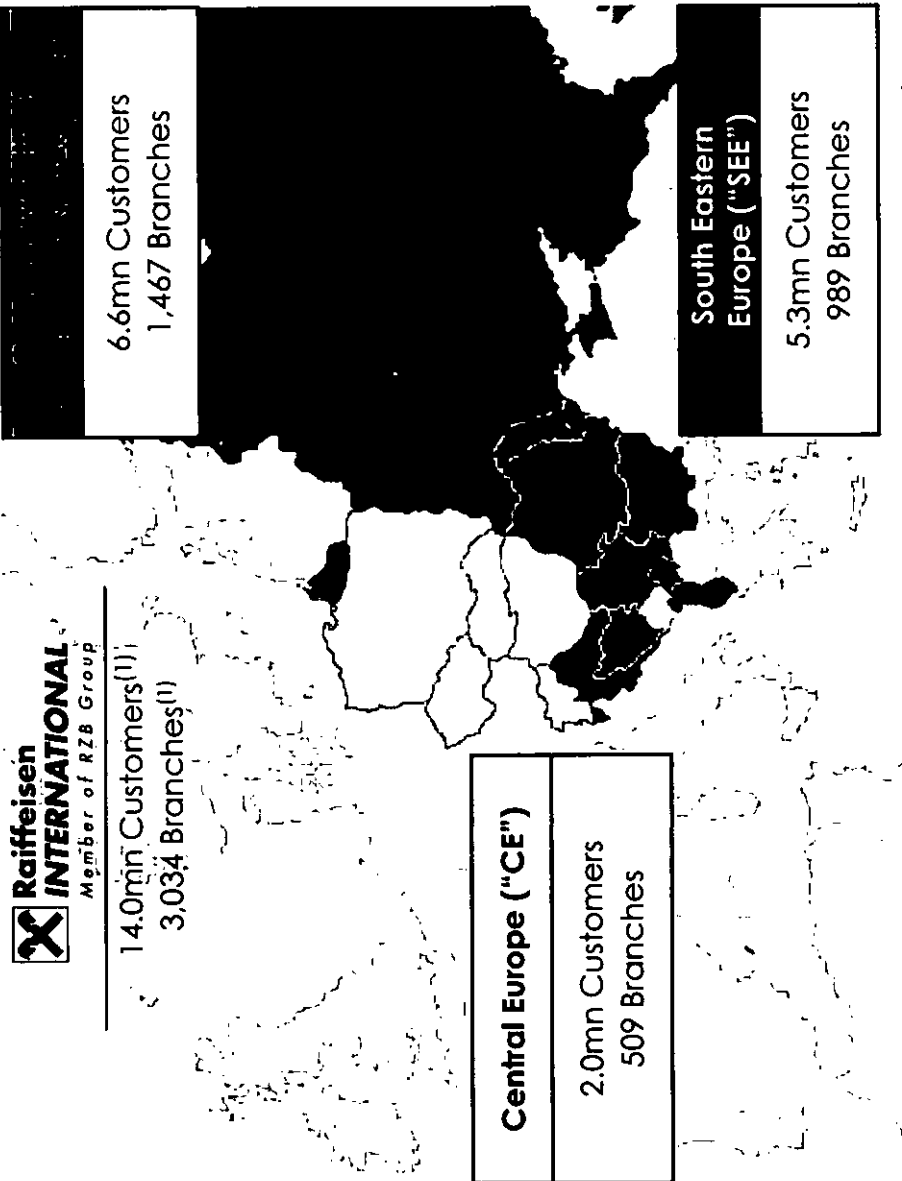 Raiffeisen
INTERNATIONAL
Member of RZB Group
14.0mn Customers(1)
3,034 Branches(1)
6.6mn Customers
1,467 Branches
Central Europe ("CE")
2.0mn Customers
509 Branches
South Eastern
Europe ("SEE")
5.3mn Customers
989 Branches